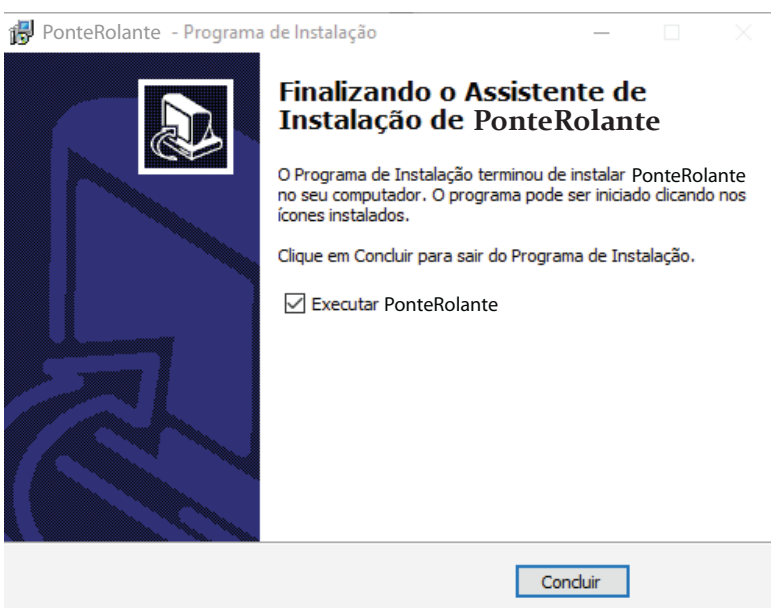 PonteRolante - Programa de Instalação
Finalizando o Assistente de
Instalação de PonteRolante
O Programa de Instalação terminou de instalar PonteRolante
no seu computador. O programa pode ser iniciado clicando nos
ícones instalados.
Clique em Concluir para sair do Programa de Instalação.
Executar PonteRolante
Concluir